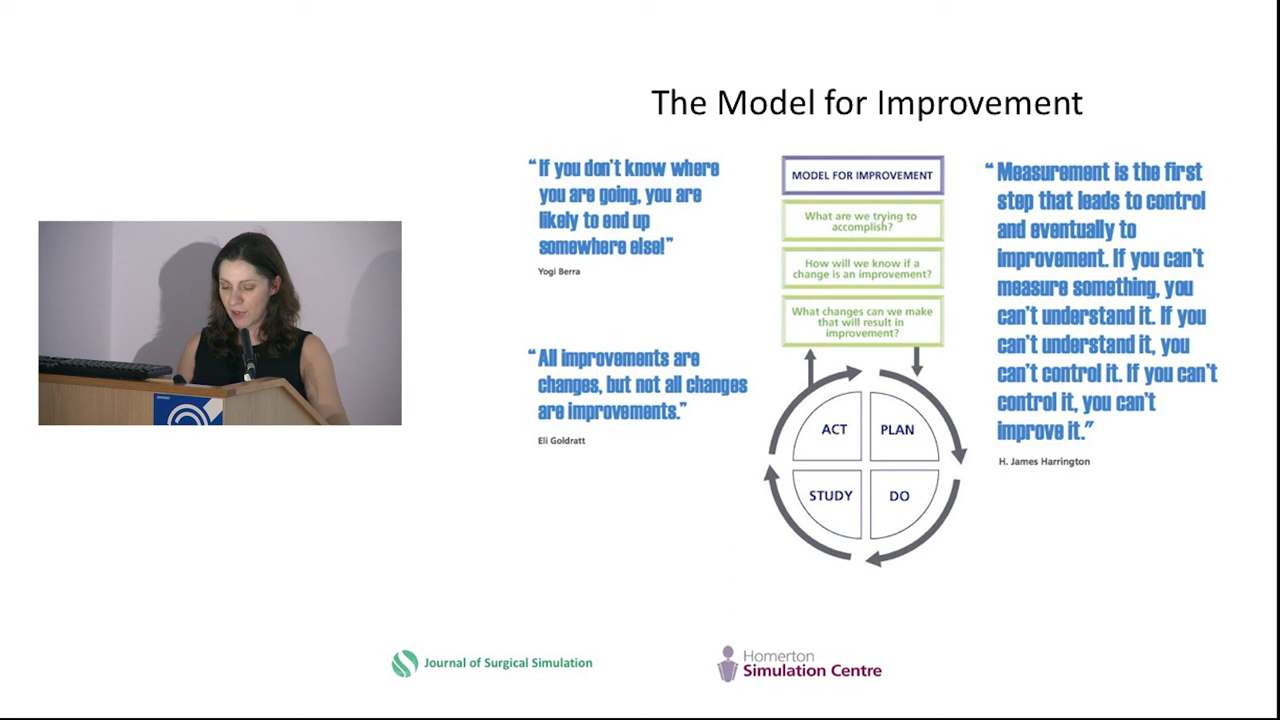 The Model for Improvement
“If you don’t know where
you are going, you are
likely to end up
somewhere else!”
Yogi Berra
“All improvements are
changes, but not all changes
are improvements.”
Eli Goldratt
MODEL FOR IMPROVEMENT
What are we trying to
accomplish?
How will we know if a
change is an improvement?
What changes can we make
that will result in
improvement?
ACT
PLAN
STUDY
DO
“Measurement is the first
step that leads to control
and eventually to
improvement. If you can’t
measure something, you
can’t understand it. If you
can’t understand it, you
can’t control it. If you can’t
control it, you can’t
improve it.”
H. James Harrington
Journal of Surgical Simulation
Homerton
Simulation Centre